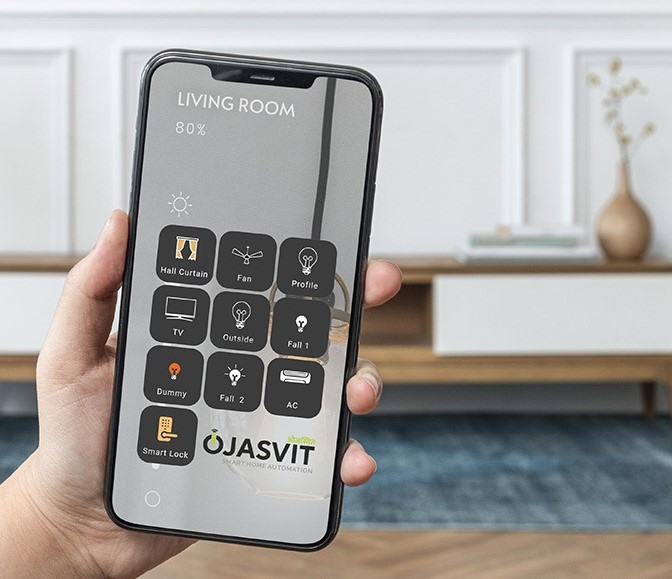 LIVING ROOM
80%
Hall Curtain
Fan
Profile
TV
Outside
Fall 1
Dummy
Fall 2
AC
Smart Lock
OJASVIT
SMART HOME AUTOMATION